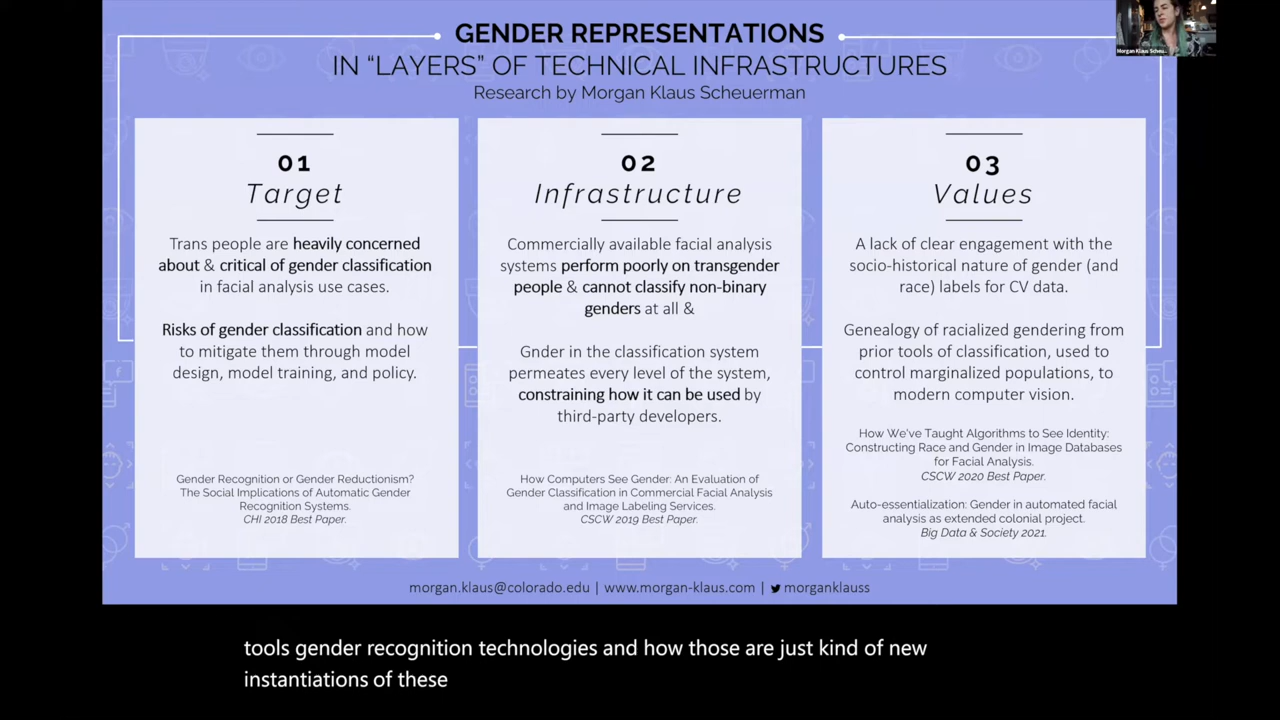 GENDER REPRESENTATIONS
IN “LAYERS” OF TECHNICAL INFRASTRUCTURES
Research by Morgan Klaus Scheuerman
Morgan Klaus Scheu...
01
Target
Trans people are heavily concerned
about & critical of gender classification
in facial analysis use cases.
Risks of gender classification and how
to mitigate them through model
design, model training, and policy.
Gender Recognition or Gender Reductionism?
The Social Implications of Automatic Gender
Recognition Systems.
CHI 2018 Best Paper.
02
Infrastructure
Commercially available facial analysis
systems perform poorly on transgender
people & cannot classify non-binary
genders at all &
Gnder in the classification system
permeates every level of the system,
constraining how it can be used by
third-party developers.
How Computers See Gender: An Evaluation of
Gender Classification in Commercial Facial Analysis
and Image Labeling Services.
CSCW 2019 Best Paper.
03
Values
A lack of clear engagement with the
socio-historical nature of gender (and
race) labels for CV data.
Genealogy of racialized gendering from
prior tools of classification, used to
control marginalized populations, to
modern computer vision.
How We've Taught Algorithms to See Identity:
Constructing Race and Gender in Image Databases
for Facial Analysis.
CSCW 2020 Best Paper.
Auto-essentialization: Gender in automated facial
analysis as extended colonial project.
Big Data & Society 2021.
morgan.klaus@colorado.edu | www.morgan-klaus.com | morganklauss
tools gender recognition technologies and how those are just kind of new
instantiations of these